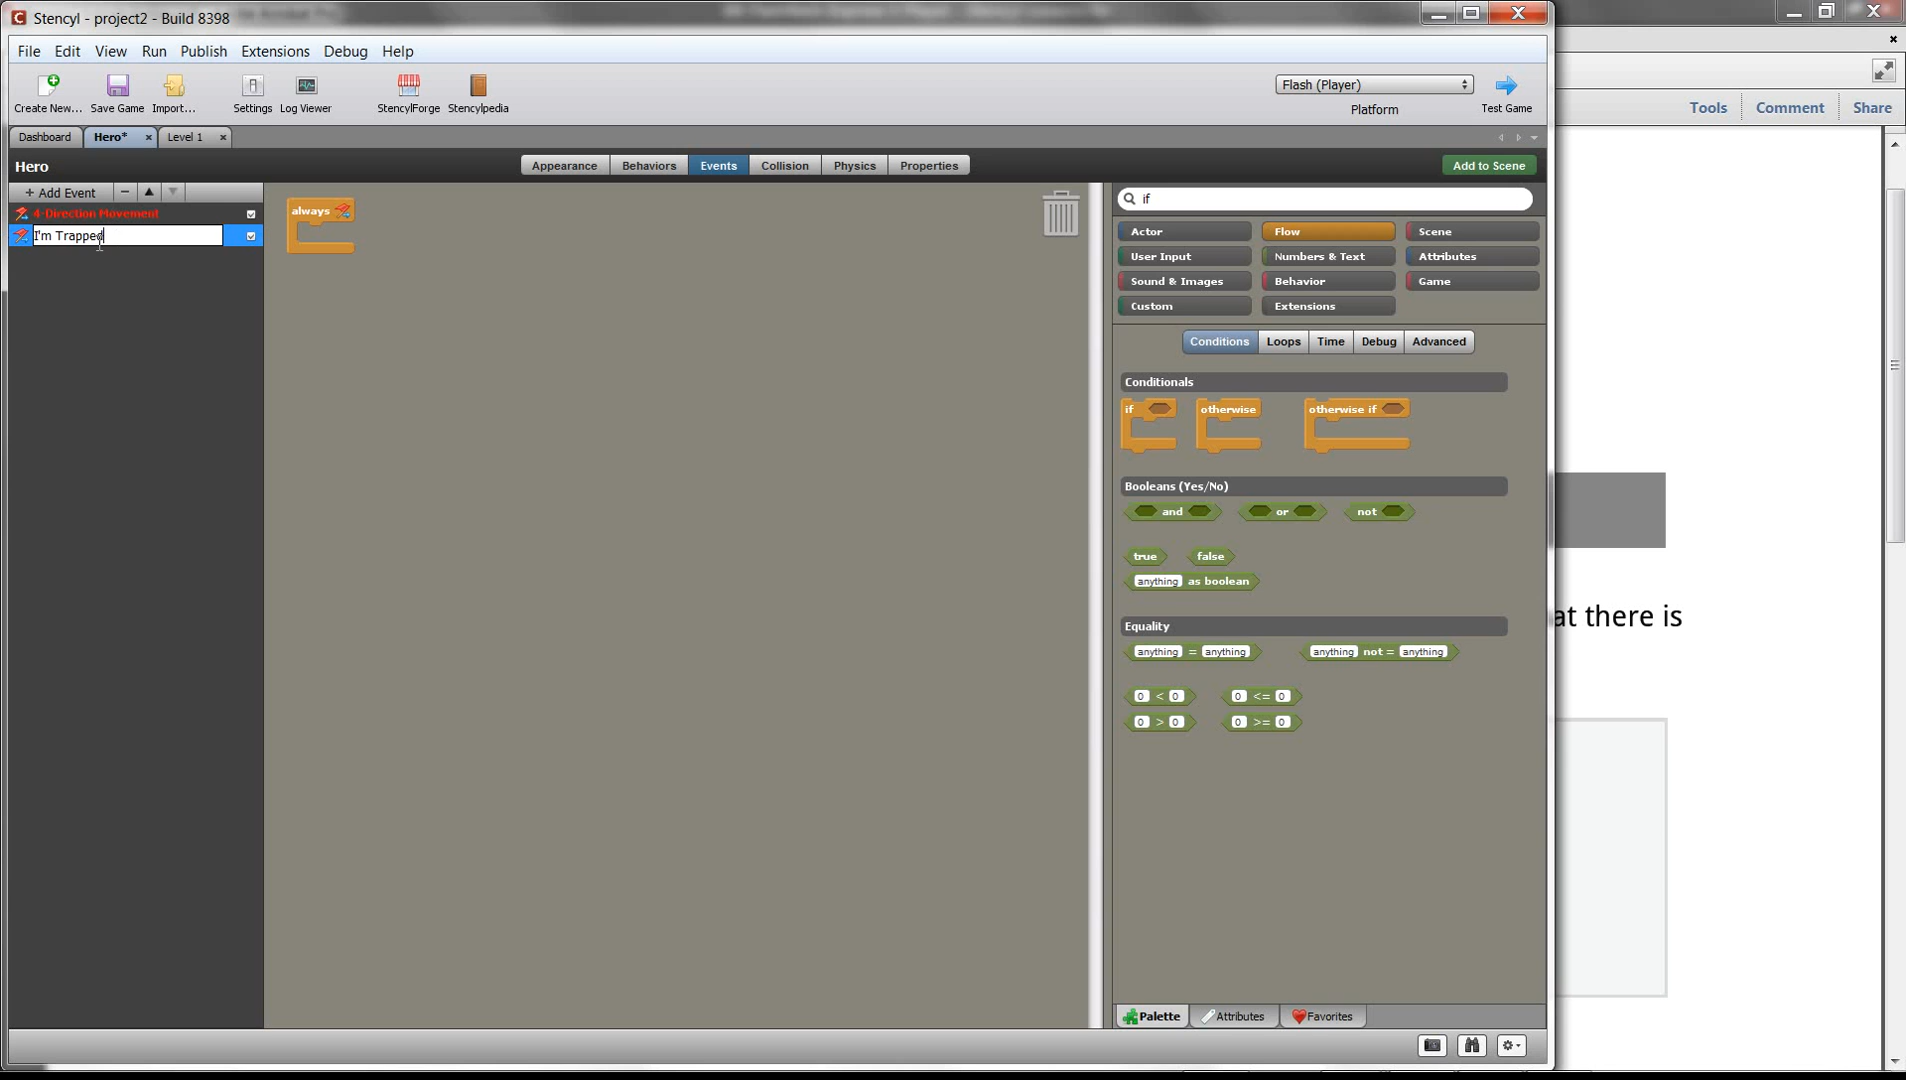 Stencyl - project2 - Build 8398
File Edit View Run Publish Extensions Debug Help
Create New... Save Game Import... Settings Log Viewer StencylForge Stencylpedia
Flash (Player)
Platform
Test Game
Tools Comment Share
Dashboard Hero* Level 1
Hero
Appearance Behaviors Events Collision Physics Properties
Add to Scene
+ Add Event
4-Direction Movement
I'm Trapped
always
if
Actor Flow Scene
User Input Numbers & Text Attributes
Sound & Images Behavior Game
Custom Extensions
Conditions Loops Time Debug Advanced
Conditionals
if otherwise otherwise if
Booleans (Yes/No)
and or not
true false
anything as boolean
Equality
anything = anything anything not = anything
0 < 0 0 <= 0
0 > 0 0 >= 0
at there is
Palette Attributes Favorites